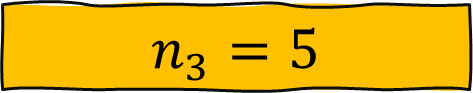 n₃ = 5